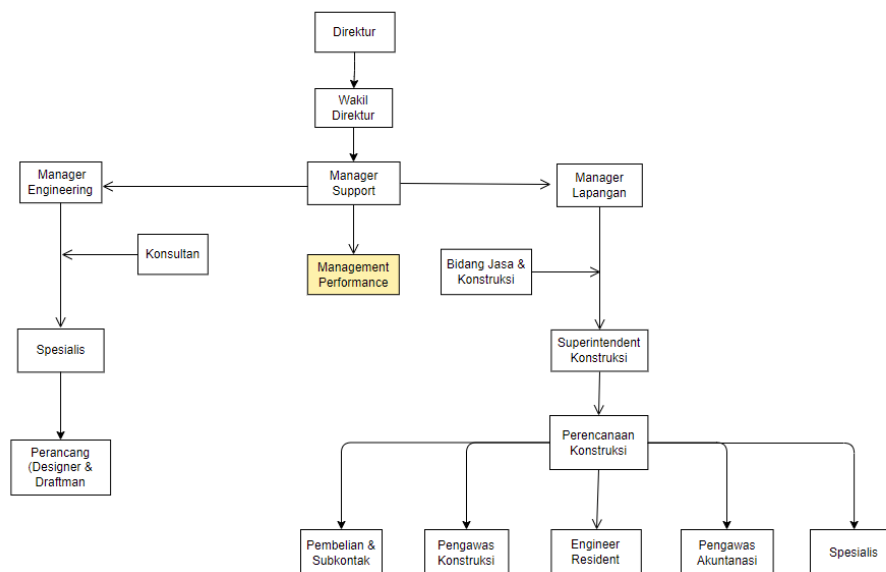 Direktur
Wakil
Direktur
Manager
Engineering
Manager
Support
Manager
Lapangan
Konsultan
Management
Performance
Bidang Jasa &
Konstruksi
Spesialis
Superintendent
Konstruksi
Perancang
(Designer &
Draftman
Perencanaan
Konstruksi
Pembelian &
Subkontak
Pengawas
Konstruksi
Engineer
Resident
Pengawas
Akuntanasi
Spesialis